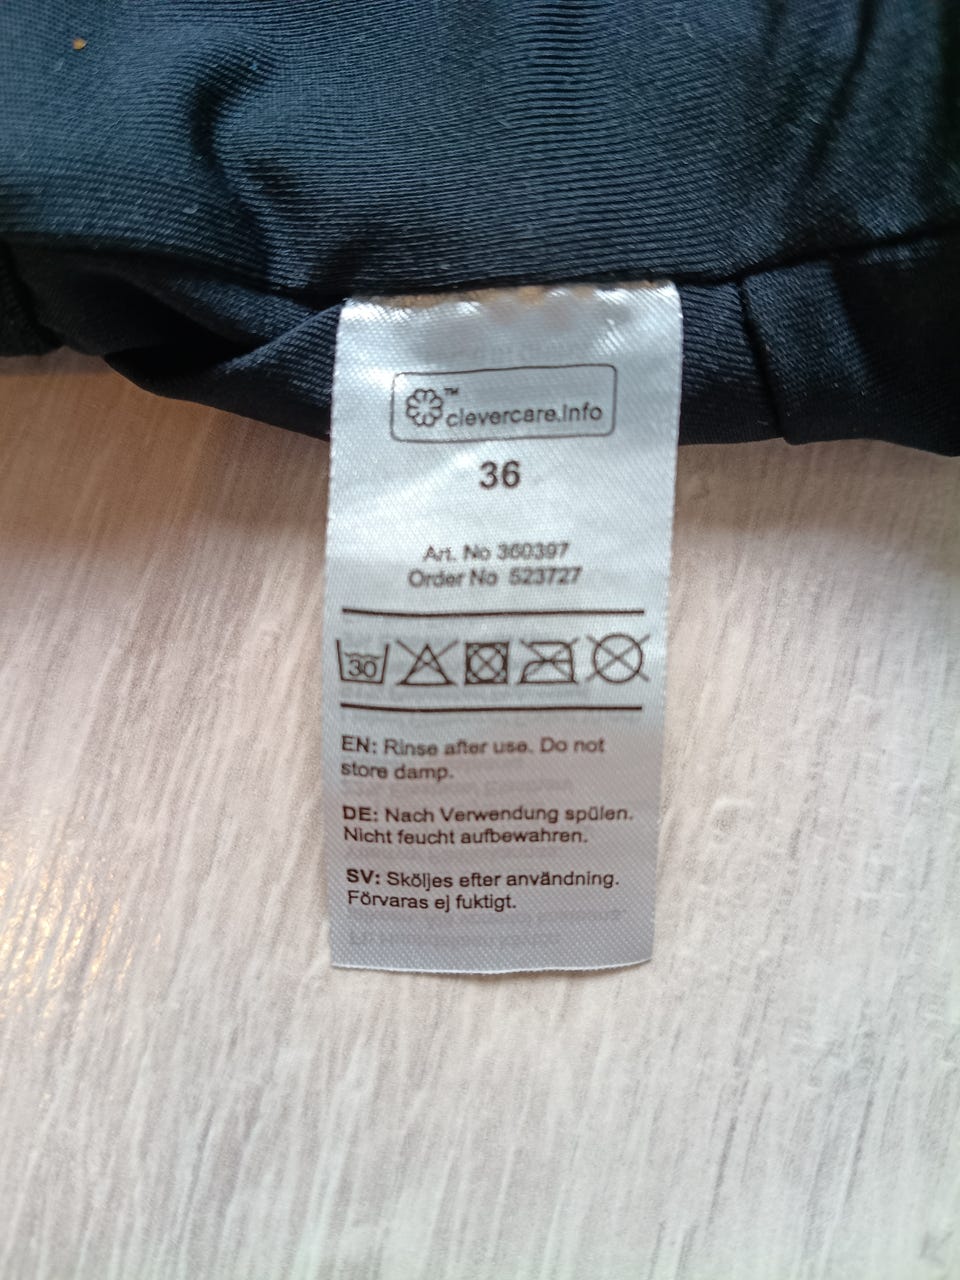 ™
clevercare.info
36
Art. No 360397
Order No 523727
30
EN: Rinse after use. Do not
store damp.
DE: Nach Verwendung spülen.
Nicht feucht aufbewahren.
SV: Sköljes efter användning.
Förvaras ej fuktigt.